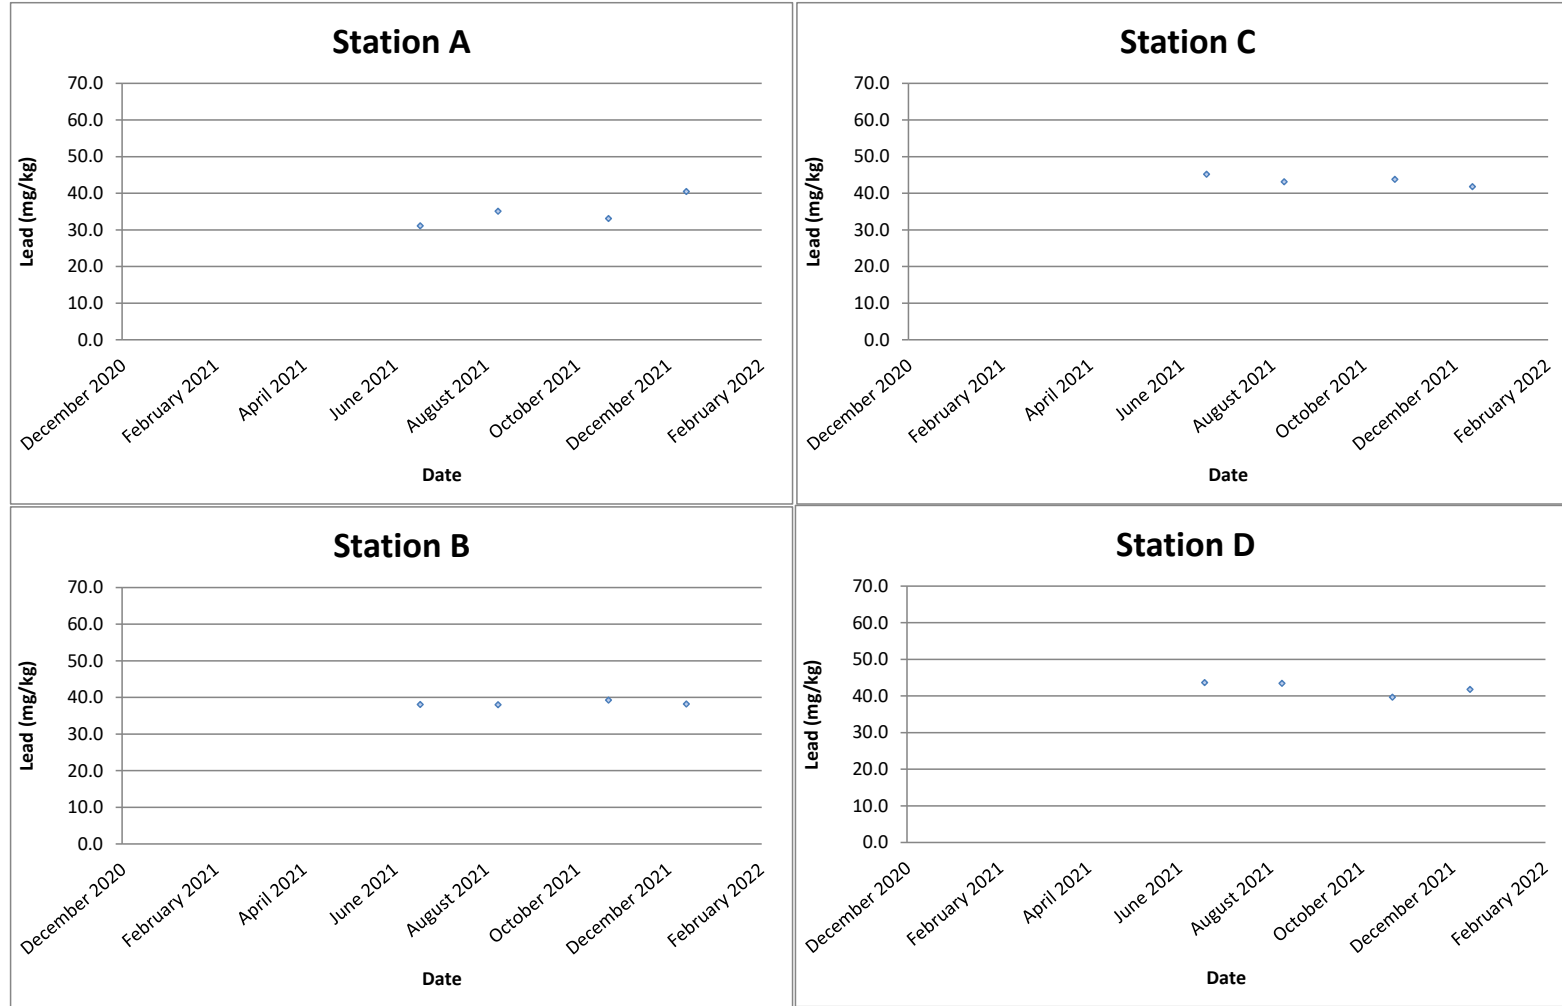 Station A
70.0
60.0
50.0
40.0
30.0
20.0
10.0
0.0
Lead (mg/kg)
December 2020
February 2021
April 2021
June 2021
August 2021
October 2021
December 2021
February 2022
Date
Station C
70.0
60.0
50.0
40.0
30.0
20.0
10.0
0.0
Lead (mg/kg)
December 2020
February 2021
April 2021
June 2021
August 2021
October 2021
December 2021
February 2022
Date
Station B
70.0
60.0
50.0
40.0
30.0
20.0
10.0
0.0
Lead (mg/kg)
December 2020
February 2021
April 2021
June 2021
August 2021
October 2021
December 2021
February 2022
Date
Station D
70.0
60.0
50.0
40.0
30.0
20.0
10.0
0.0
Lead (mg/kg)
December 2020
February 2021
April 2021
June 2021
August 2021
October 2021
December 2021
February 2022
Date